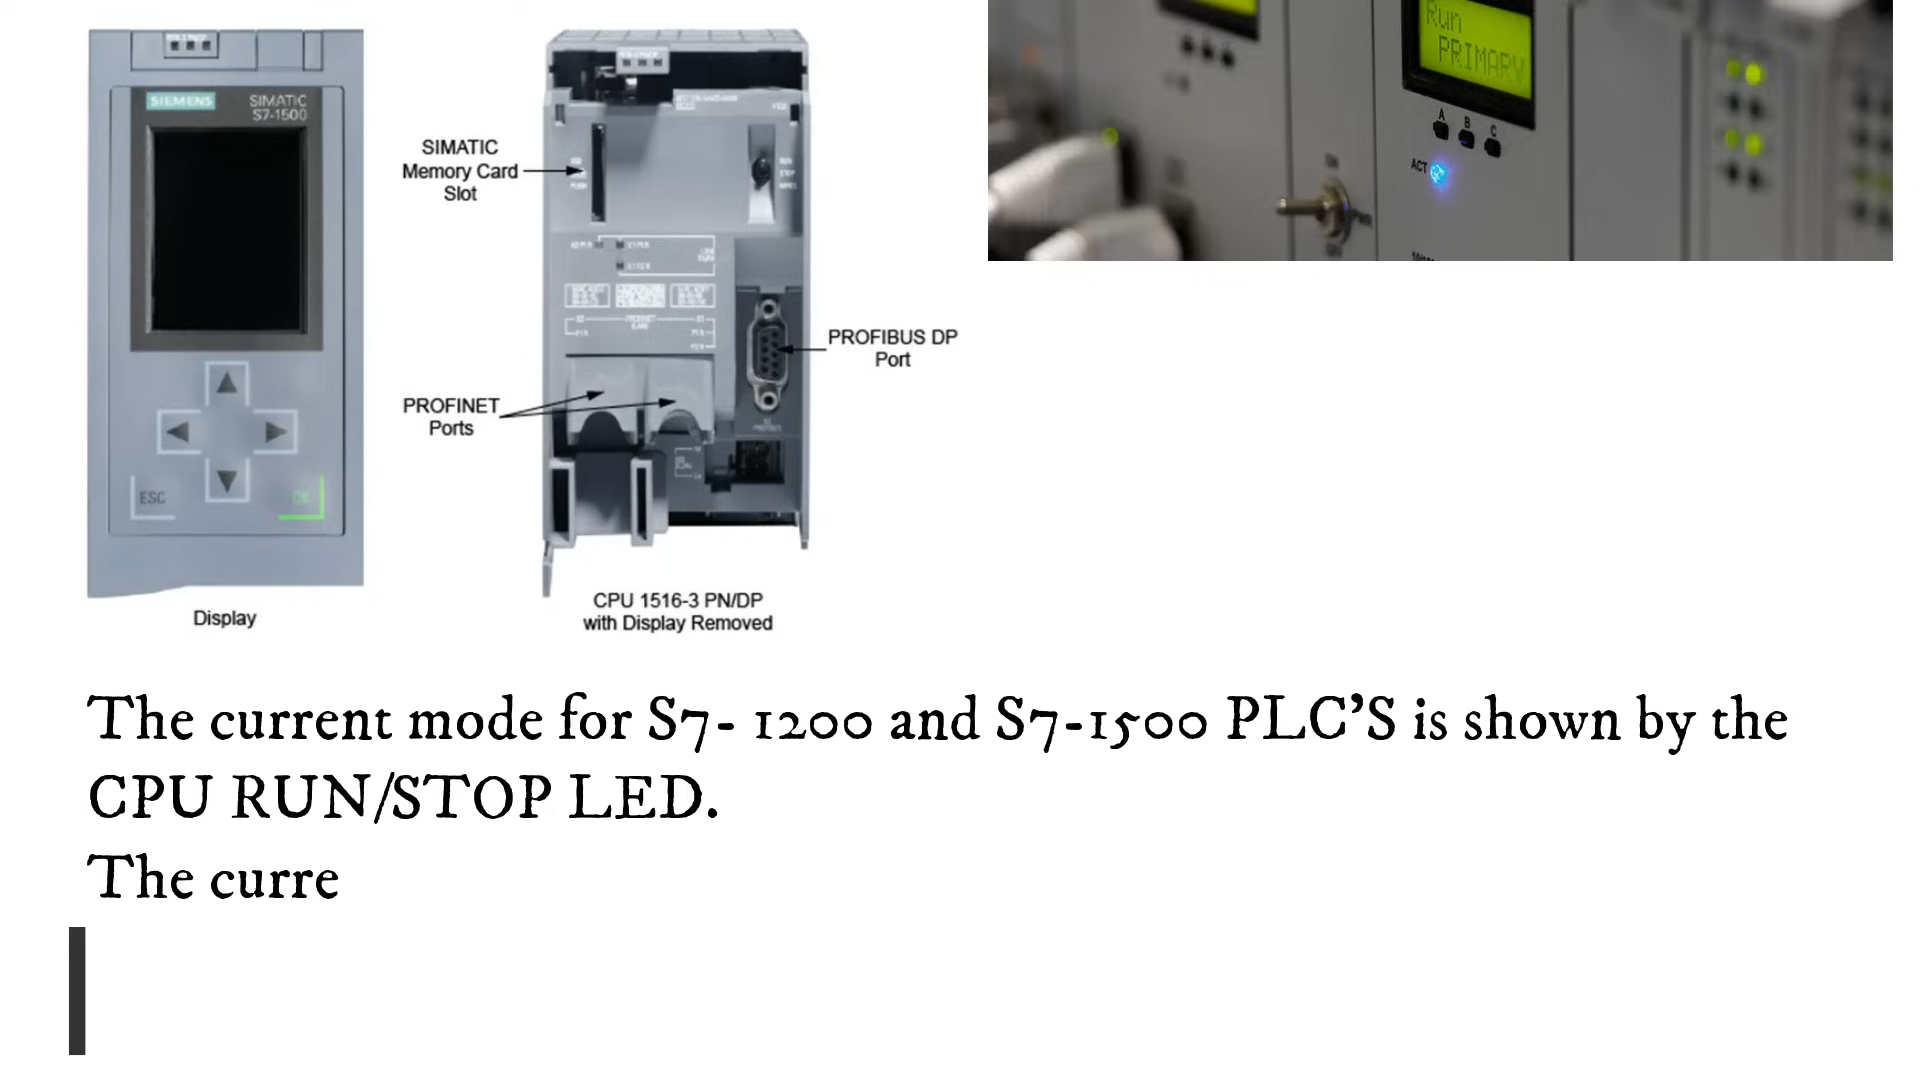 SIEMENS
SIMATIC
S7-1500
ESC
OK
Display
SIMATIC
Memory Card
Slot
PROFINET
Ports
PROFIBUS DP
Port
CPU 1516-3 PN/DP
with Display Removed
Run
PRIMARY
A B C
ACT
The current mode for S7- 1200 and S7-1500 PLC'S is shown by the
CPU RUN/STOP LED.
The curre